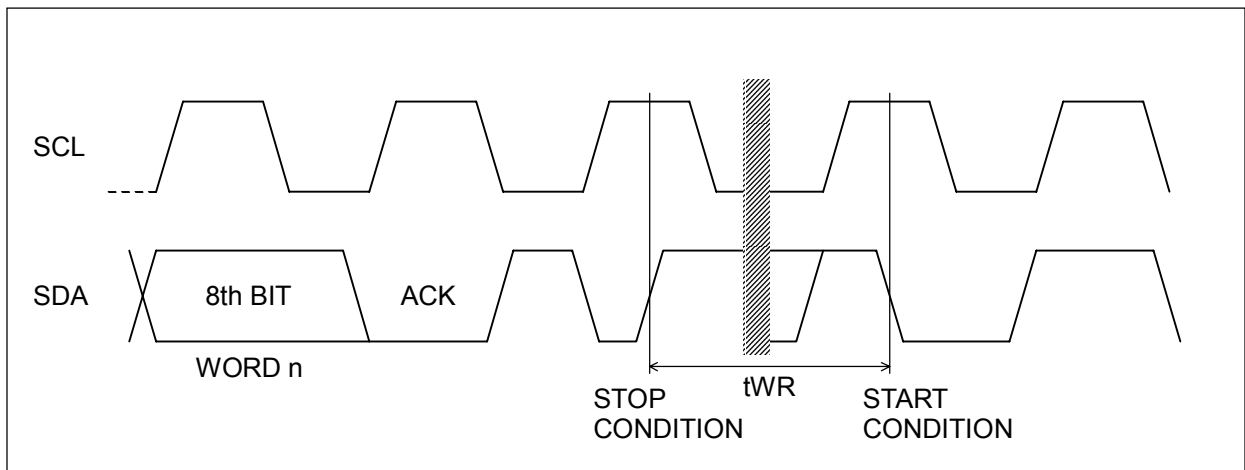 SCL
SDA
8th BIT
ACK
WORD n
tWR
STOP
CONDITION
START
CONDITION